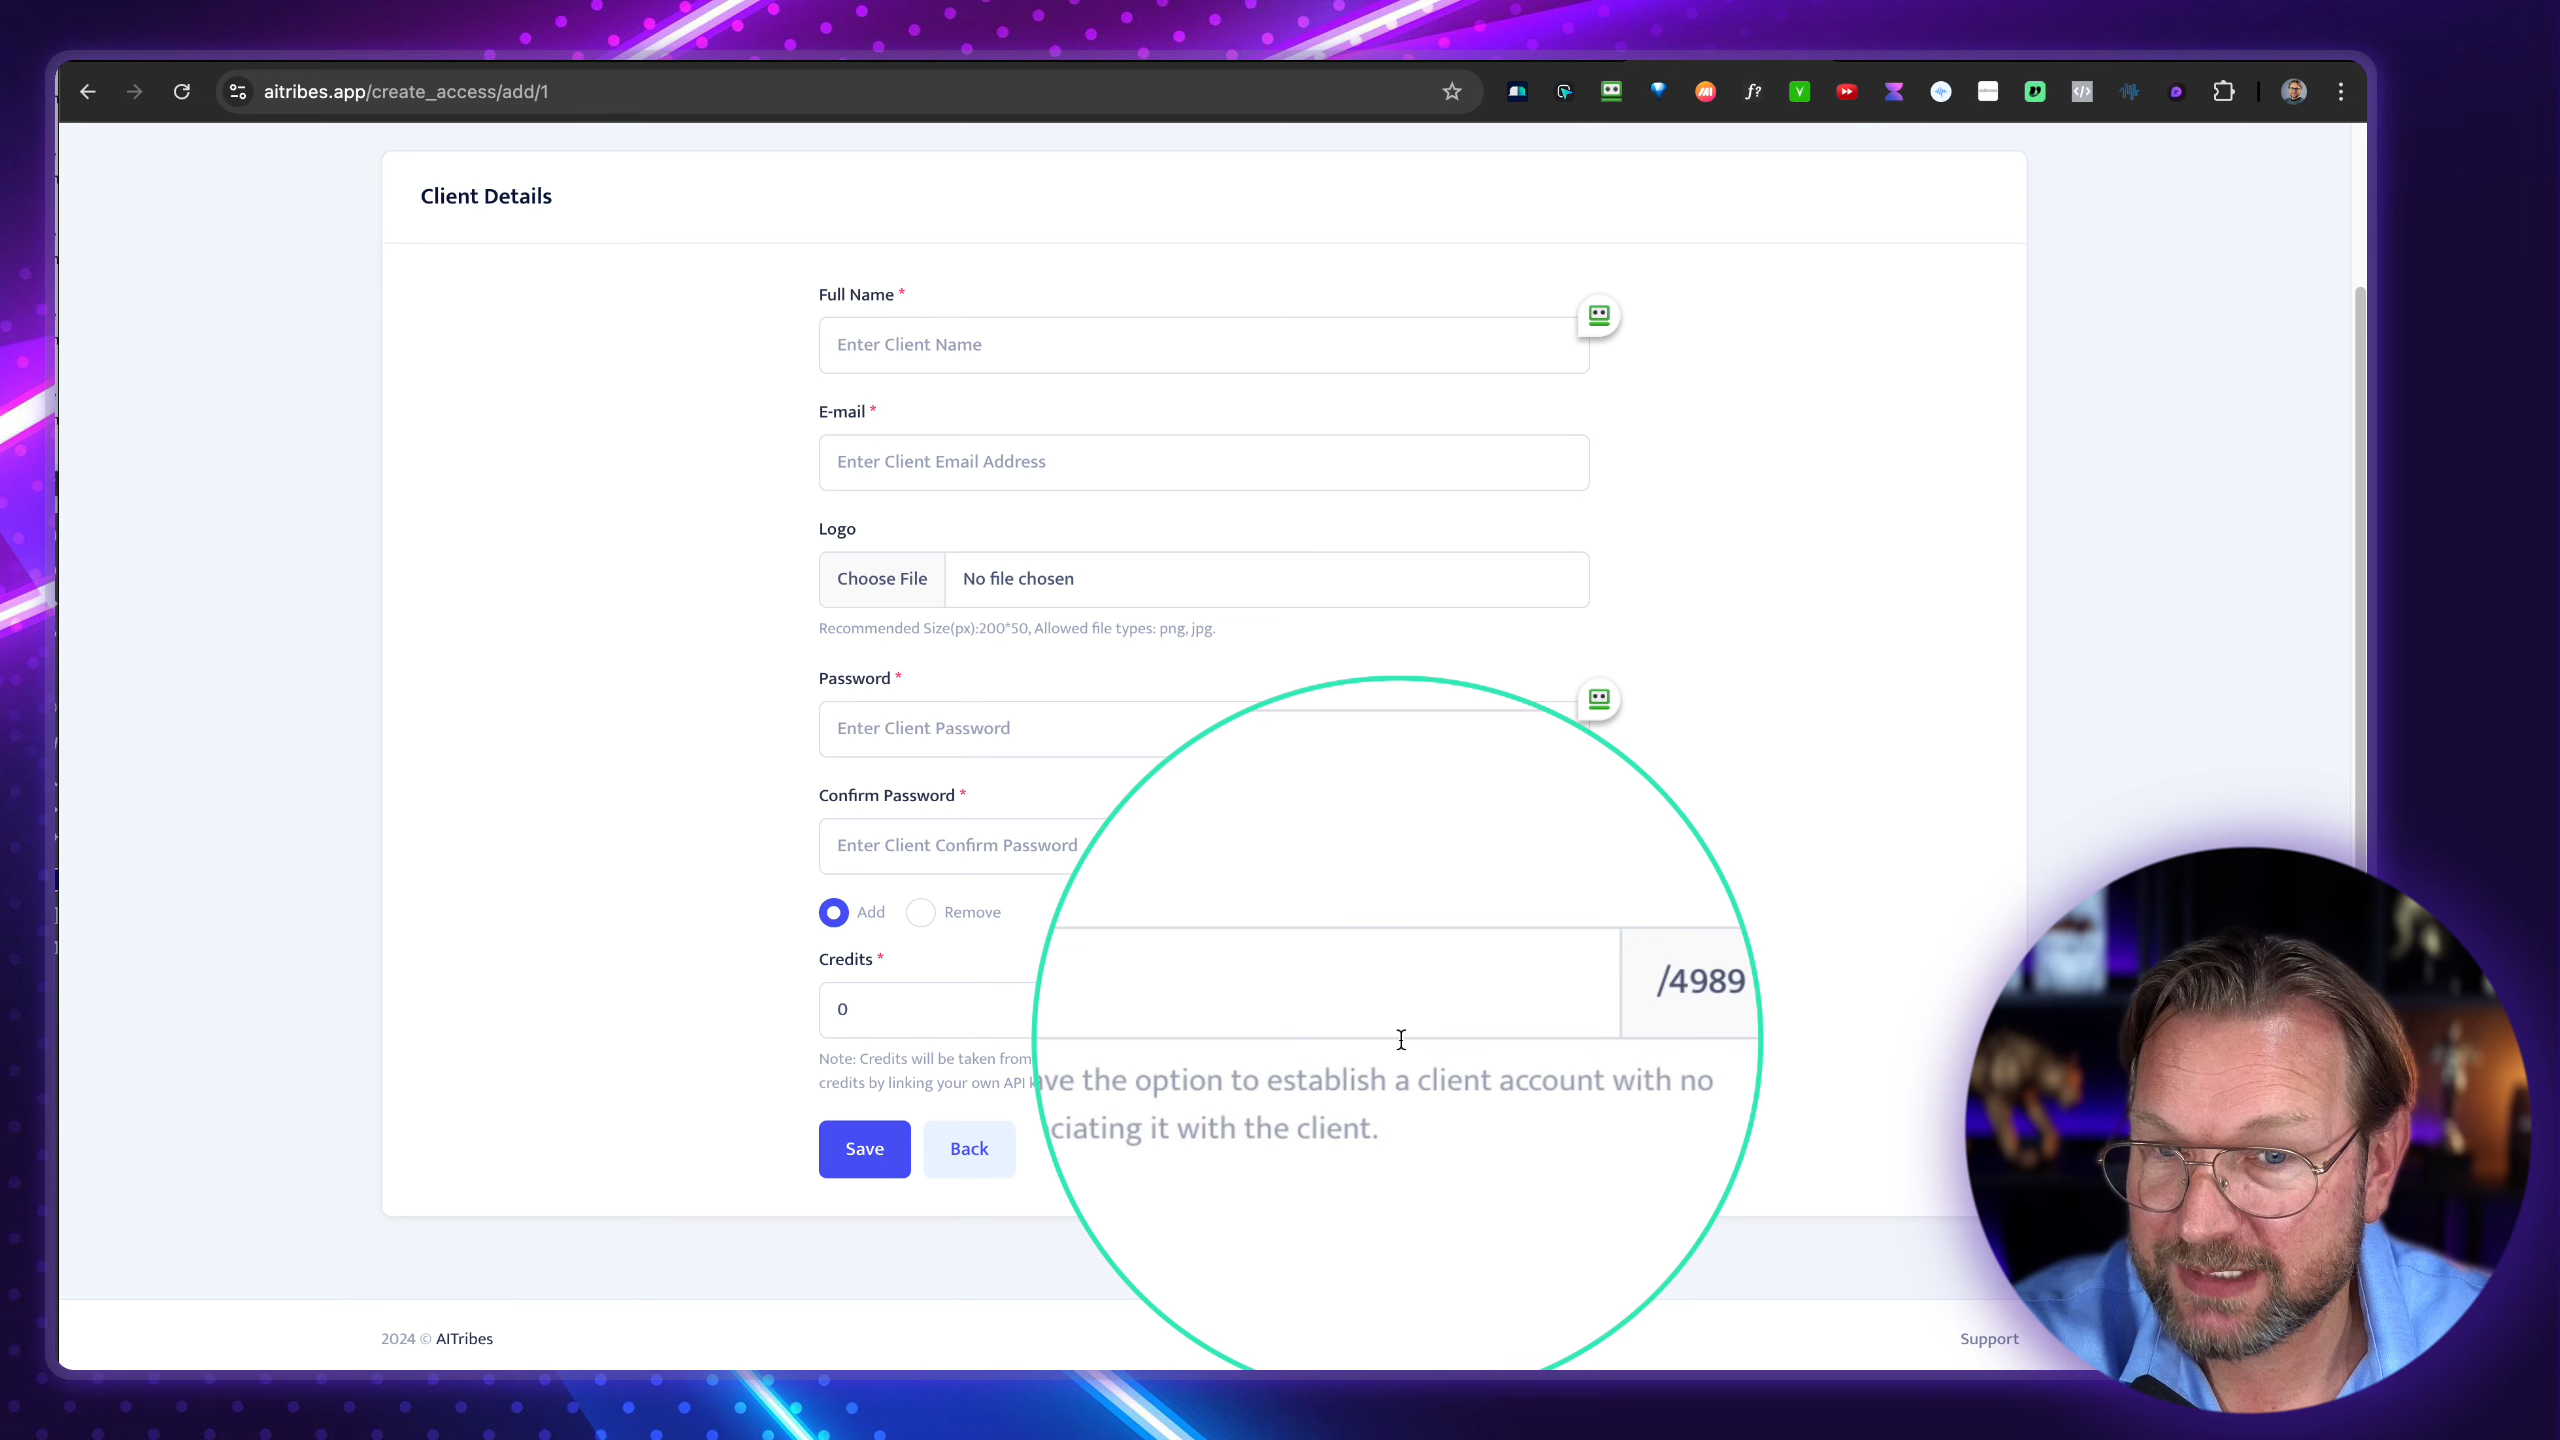 aitribes.app/create_access/add/1
Client Details
Full Name *
Enter Client Name
E-mail *
Enter Client Email Address
Logo
Choose File No file chosen
Recommended Size(px):200*50, Allowed file types: png, jpg.
Password *
Enter Client Password
Confirm Password *
Enter Client Confirm Password
Add Remove
Credits *
0 /4989
Note: Credits will be taken from ve the option to establish a client account with no
credits by linking your own API k ciating it with the client.
Save Back
2024 © AITribes
Support